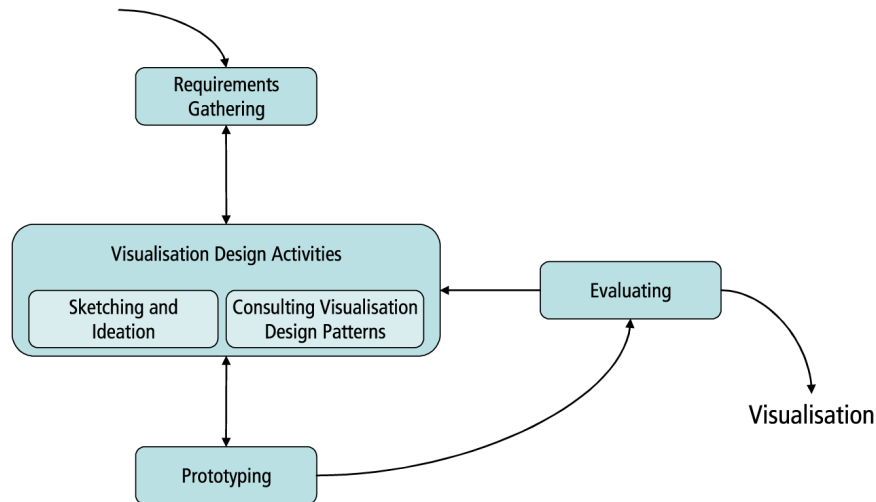 Requirements
Gathering
Visualisation Design Activities
Sketching and
Ideation
Consulting Visualisation
Design Patterns
Evaluating
Visualisation
Prototyping